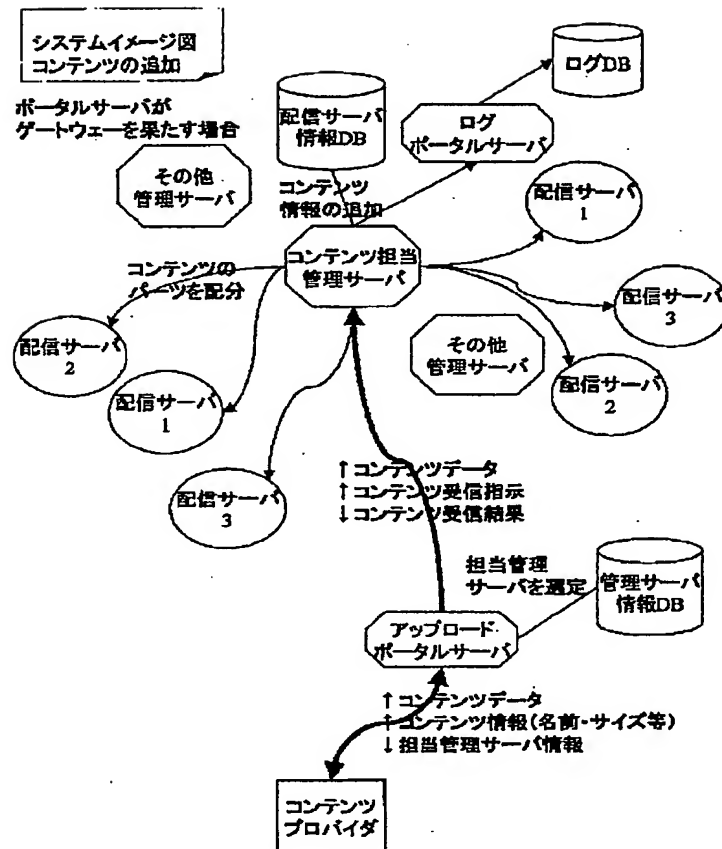 システムイメージ図
コンテンツの追加
ポータルサーバが
ゲートウェーを果たす場合
ログDB
配信サーバ
情報DB
ログ
ポータルサーバ
その他
管理サーバ
コンテンツ
情報の追加
配信サーバ
1
コンテンツ担当
管理サーバ
コンテンツの
パーツを配分
配信サーバ
3
配信サーバ
2
その他
管理サーバ
配信サーバ
1
配信サーバ
2
配信サーバ
3
↑コンテンツデータ
↑コンテンツ受信指示
↓コンテンツ受信結果
担当管理
サーバを選定
管理サーバ
情報DB
アップロード
ポータルサーバ
↑コンテンツデータ
↑コンテンツ情報(名前・サイズ等)
↓担当管理サーバ情報
コンテンツ
プロバイダ